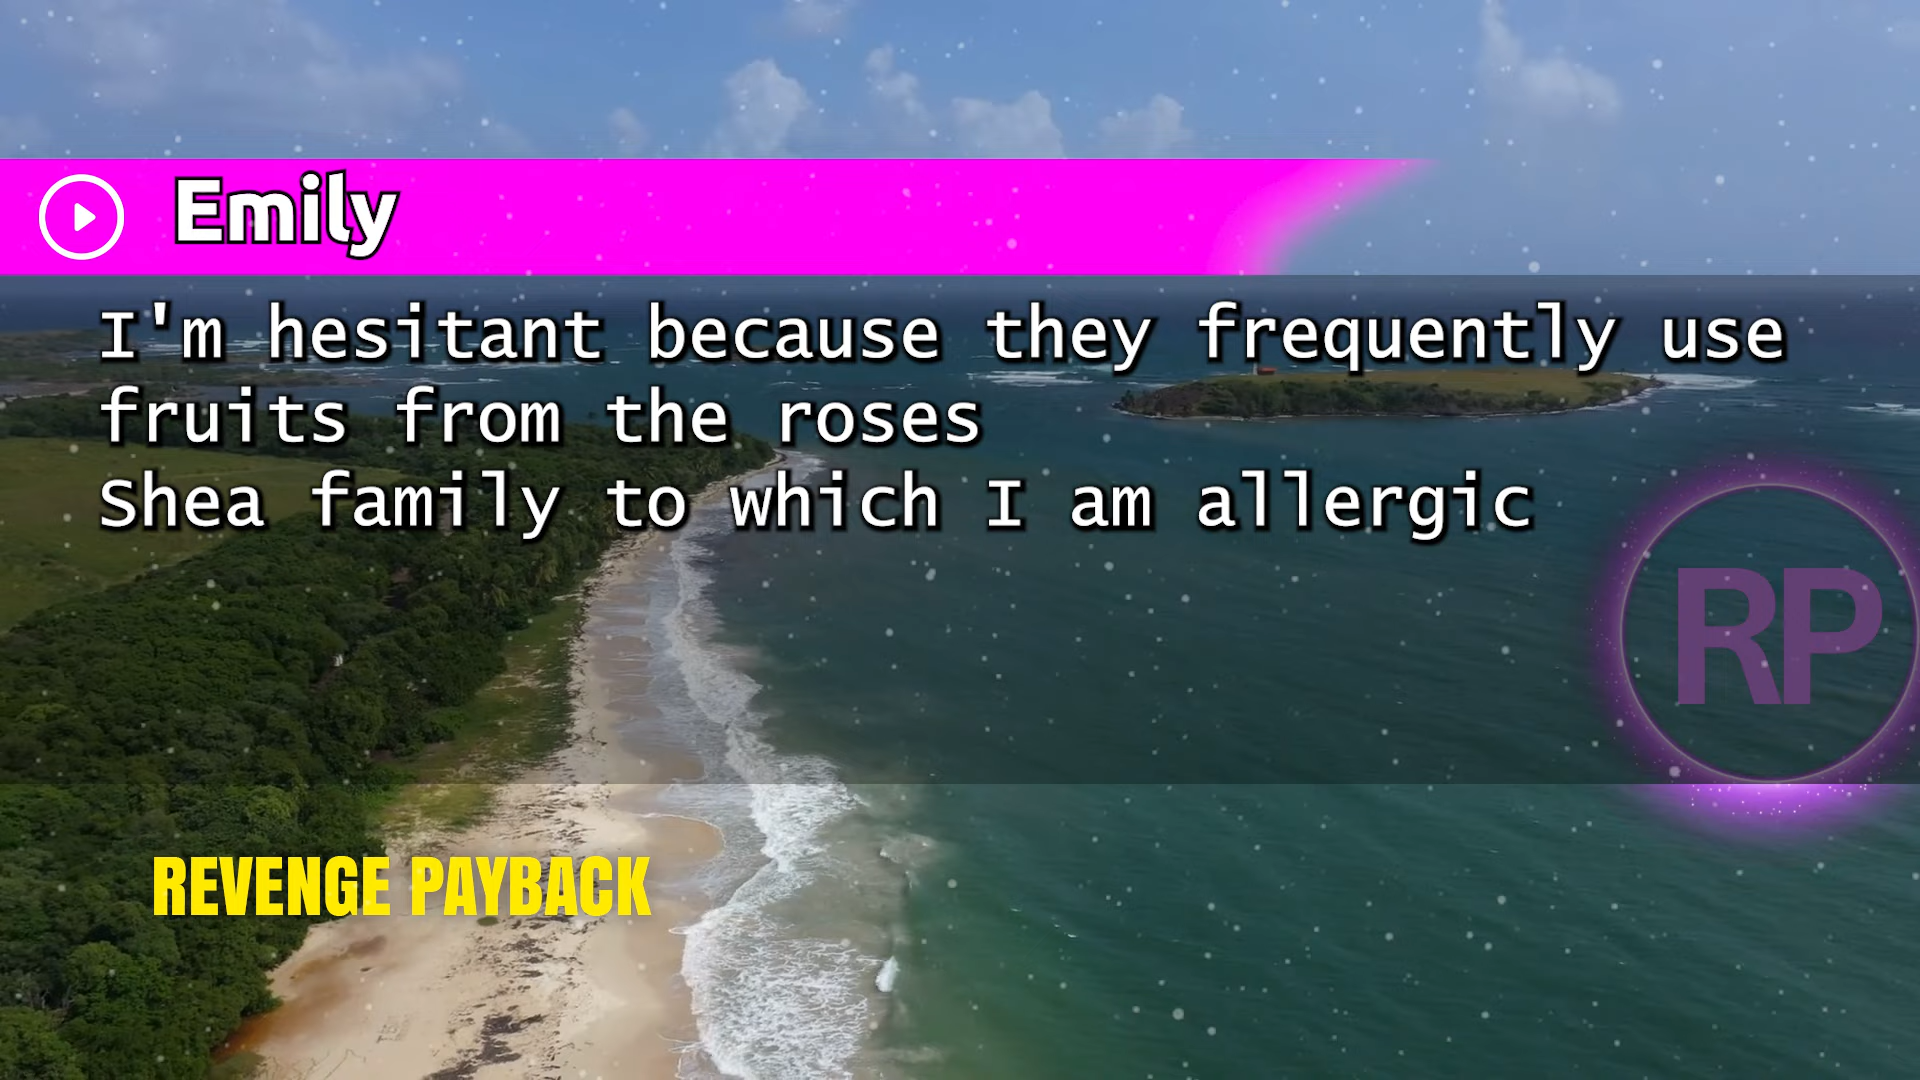 Emily
I'm hesitant because they frequently use
fruits from the roses
Shea family to which I am allergic
RP
REVENGE PAYBACK